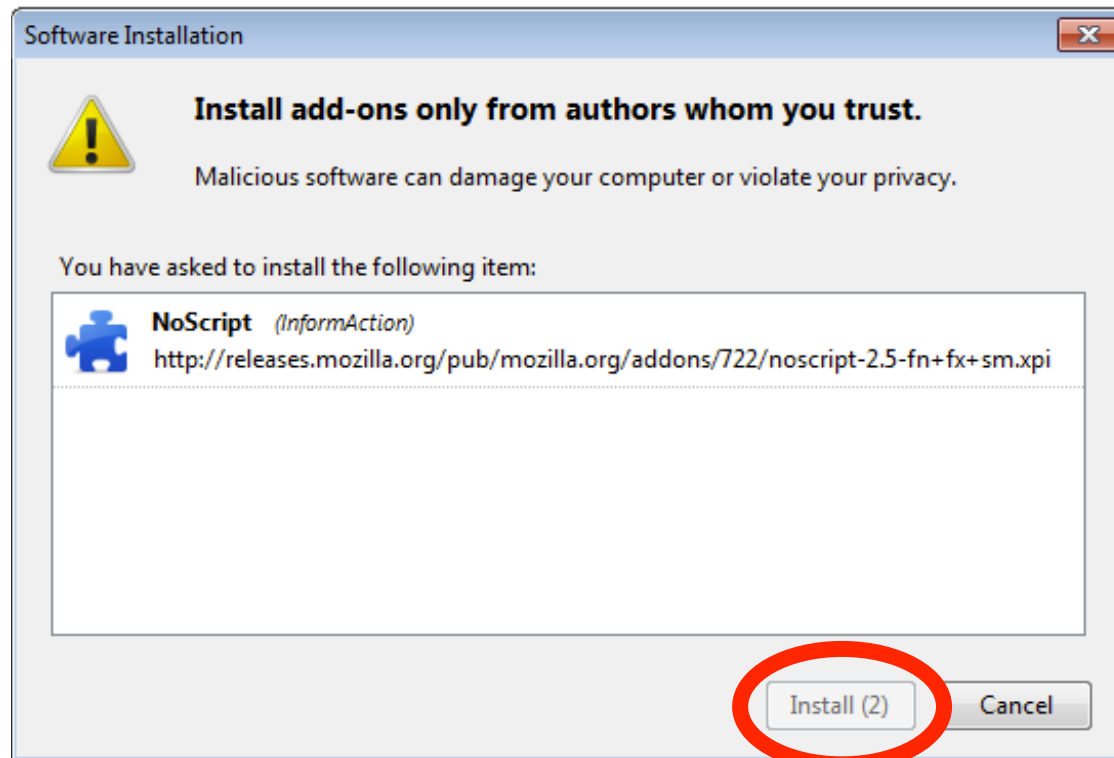 Software Installation
Install add-ons only from authors whom you trust.
Malicious software can damage your computer or violate your privacy.
You have asked to install the following item:
NoScript (InformAction)
http://releases.mozilla.org/pub/mozilla.org/addons/722/noscript-2.5-fn+fx+sm.xpi
Install (2) Cancel